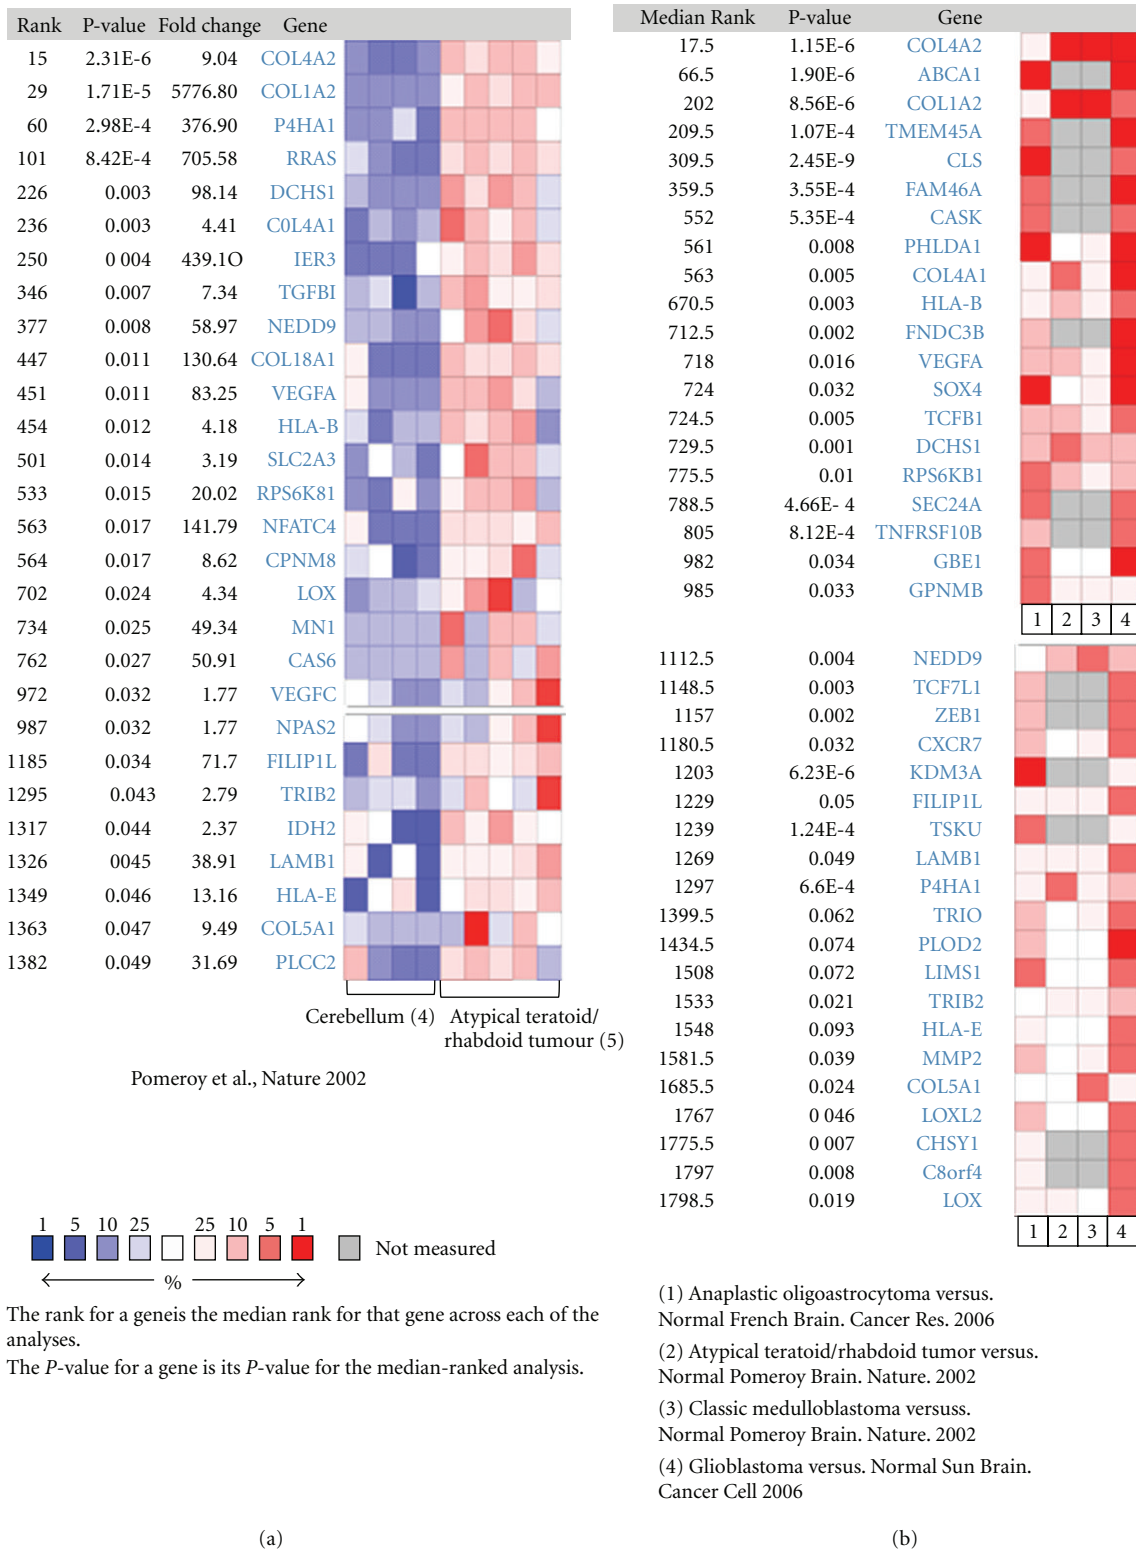 Rank P-value Fold change Gene
15 2.31E-6 9.04 COL4A2
29 1.71E-5 5776.80 COL1A2
60 2.98E-4 376.90 P4HA1
101 8.42E-4 705.58 RRAS
226 0.003 98.14 DCHS1
236 0.003 4.41 C0L4A1
250 0 004 439.1O IER3
346 0.007 7.34 TGFBI
377 0.008 58.97 NEDD9
447 0.011 130.64 COL18A1
451 0.011 83.25 VEGFA
454 0.012 4.18 HLA-B
501 0.014 3.19 SLC2A3
533 0.015 20.02 RPS6K81
563 0.017 141.79 NFATC4
564 0.017 8.62 CPNM8
702 0.024 4.34 LOX
734 0.025 49.34 MN1
762 0.027 50.91 CAS6
972 0.032 1.77 VEGFC
987 0.032 1.77 NPAS2
1185 0.034 71.7 FILIP1L
1295 0.043 2.79 TRIB2
1317 0.044 2.37 IDH2
1326 0045 38.91 LAMB1
1349 0.046 13.16 HLA-E
1363 0.047 9.49 COL5A1
1382 0.049 31.69 PLCC2
Cerebellum (4) Atypical teratoid/
rhabdoid tumour (5)
Pomeroy et al., Nature 2002
1 5 10 25 25 10 5 1
Not measured
%
The rank for a geneis the median rank for that gene across each of the
analyses.
The P-value for a gene is its P-value for the median-ranked analysis.
(a)
Median Rank P-value Gene
17.5 1.15E-6 COL4A2
66.5 1.90E-6 ABCA1
202 8.56E-6 COL1A2
209.5 1.07E-4 TMEM45A
309.5 2.45E-9 CLS
359.5 3.55E-4 FAM46A
552 5.35E-4 CASK
561 0.008 PHLDA1
563 0.005 COL4A1
670.5 0.003 HLA-B
712.5 0.002 FNDC3B
718 0.016 VEGFA
724 0.032 SOX4
724.5 0.005 TCFB1
729.5 0.001 DCHS1
775.5 0.01 RPS6KB1
788.5 4.66E- 4 SEC24A
805 8.12E-4 TNFRSF10B
982 0.034 GBE1
985 0.033 GPNMB
1 2 3 4
1112.5 0.004 NEDD9
1148.5 0.003 TCF7L1
1157 0.002 ZEB1
1180.5 0.032 CXCR7
1203 6.23E-6 KDM3A
1229 0.05 FILIP1L
1239 1.24E-4 TSKU
1269 0.049 LAMB1
1297 6.6E-4 P4HA1
1399.5 0.062 TRIO
1434.5 0.074 PLOD2
1508 0.072 LIMS1
1533 0.021 TRIB2
1548 0.093 HLA-E
1581.5 0.039 MMP2
1685.5 0.024 COL5A1
1767 0 046 LOXL2
1775.5 0 007 CHSY1
1797 0.008 C8orf4
1798.5 0.019 LOX
1 2 3 4
(1) Anaplastic oligoastrocytoma versus.
Normal French Brain. Cancer Res. 2006
(2) Atypical teratoid/rhabdoid tumor versus.
Normal Pomeroy Brain. Nature. 2002
(3) Classic medulloblastoma versuss.
Normal Pomeroy Brain. Nature. 2002
(4) Glioblastoma versus. Normal Sun Brain.
Cancer Cell 2006
(b)